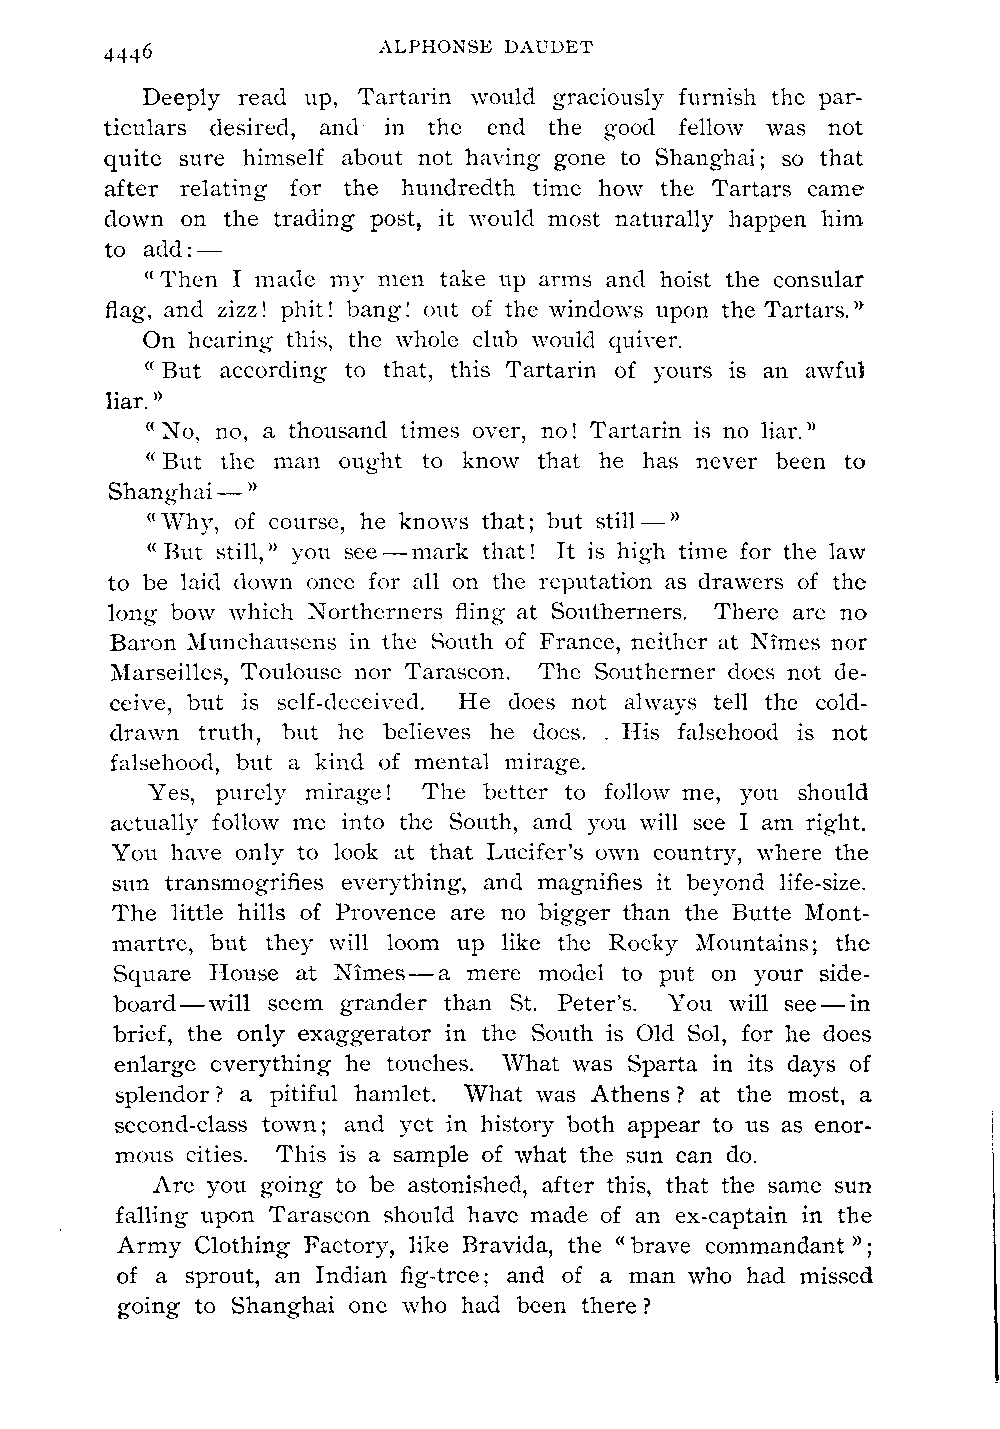 4446 ALPHONSE DAUDET
Deeply read up, Tartarin would graciously furnish the par-
ticulars desired, and in the end the good fellow was not
quite sure himself about not having gone to Shanghai; so that
after relating for the hundredth time how the Tartars came
down on the trading post, it would most naturally happen him
to add:—
"Then I made my men take up arms and hoist the consular
flag, and zizz! phit! bang! out of the windows upon the Tartars."
On hearing this, the whole club would quiver.
"But according to that, this Tartarin of yours is an awful
liar."
"No, no, a thousand times over, no! Tartarin is no liar."
"But the man ought to know that he has never been to
Shanghai—"
"Why, of course, he knows that; but still—"
"But still," you see—mark that! It is high time for the law
to be laid down once for all on the reputation as drawers of the
long bow which Northerners fling at Southerners. There are no
Baron Munchausens in the South of France, neither at Nîmes nor
Marseilles, Toulouse nor Tarascon. The Southerner does not de-
ceive, but is self-deceived. He does not always tell the cold-
drawn truth, but he believes he does. . His falsehood is not
falsehood, but a kind of mental mirage.
Yes, purely mirage! The better to follow me, you should
actually follow me into the South, and you will see I am right.
You have only to look at that Lucifer's own country, where the
sun transmogrifies everything, and magnifies it beyond life-size.
The little hills of Provence are no bigger than the Butte Mont-
martre, but they will loom up like the Rocky Mountains; the
Square House at Nîmes—a mere model to put on your side-
board—will seem grander than St. Peter's. You will see—in
brief, the only exaggerator in the South is Old Sol, for he does
enlarge everything he touches. What was Sparta in its days of
splendor? a pitiful hamlet. What was Athens? at the most, a
second-class town; and yet in history both appear to us as enor-
mous cities. This is a sample of what the sun can do.
Are you going to be astonished, after this, that the same sun
falling upon Tarascon should have made of an ex-captain in the
Army Clothing Factory, like Bravida, the "brave commandant";
of a sprout, an Indian fig-tree; and of a man who had missed
going to Shanghai one who had been there?